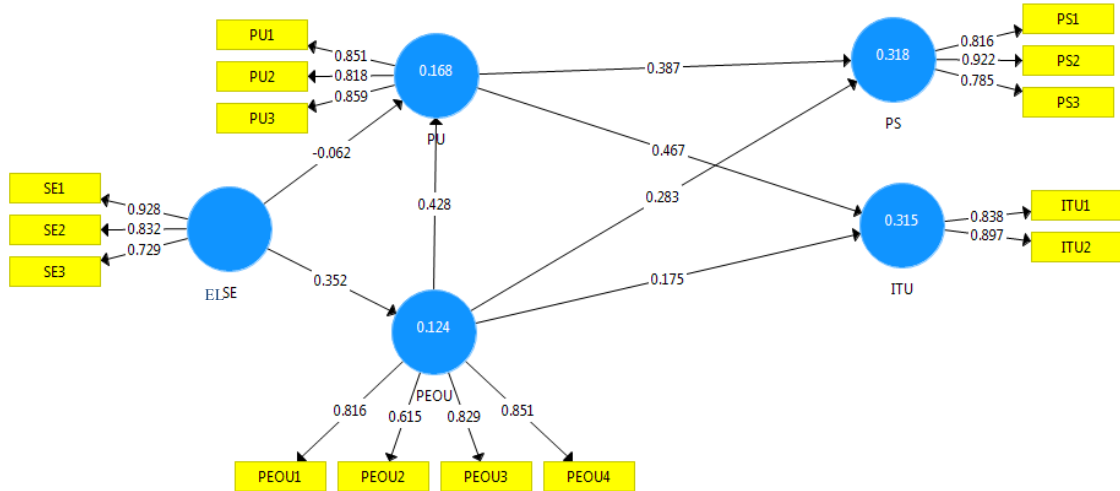 PU1
0.851
PU2
0.818
PU3
0.859
0.168
PU
0.387
0.318
PS
0.816
PS1
0.922
PS2
0.785
PS3
-0.062
0.467
0.428
0.283
SE1
0.928
SE2
0.832
SE3
0.729
ELSE
0.352
0.175
0.315
ITU
0.838
ITU1
0.897
ITU2
0.124
PEOU
0.816
0.615
0.829
0.851
PEOU1
PEOU2
PEOU3
PEOU4